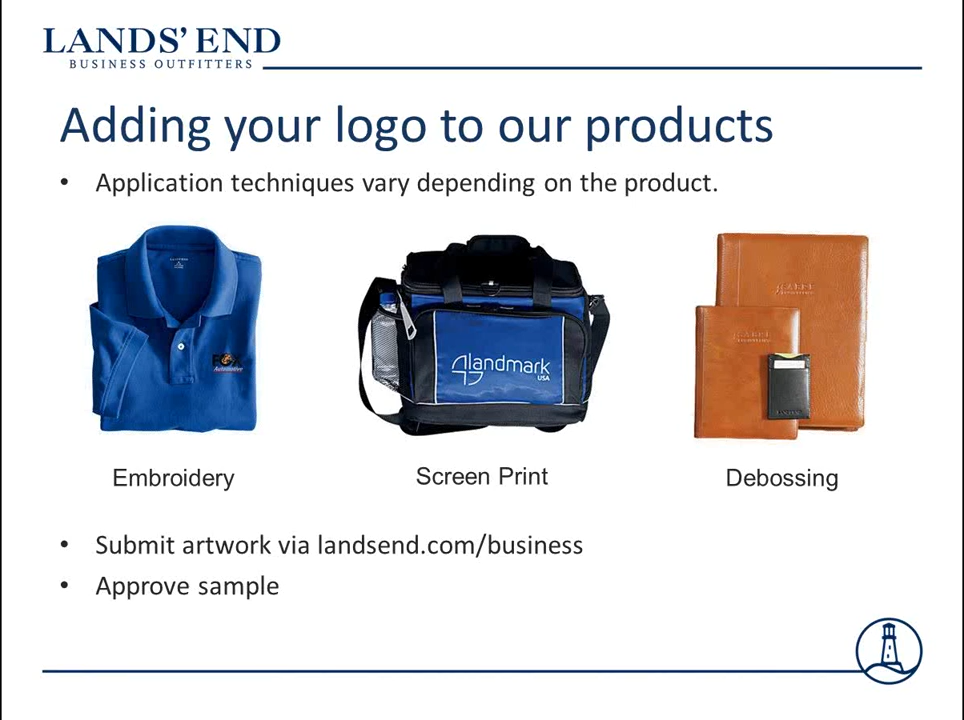 LANDS' END
BUSINESS OUTFITTERS
Adding your logo to our products
• Application techniques vary depending on the product.
FOX
Automotive
landmark
USA
Embroidery
Screen Print
Debossing
• Submit artwork via landsend.com/business
• Approve sample